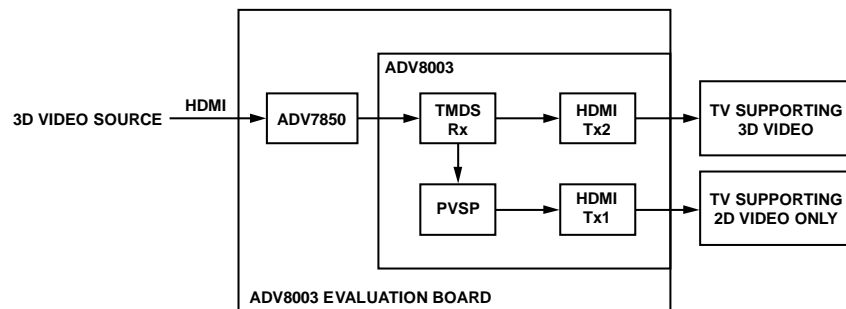 ADV8003
3D VIDEO SOURCE
HDMI
ADV7850
TMDS
Rx
HDMI
Tx2
TV SUPPORTING
3D VIDEO
PVSP
HDMI
Tx1
TV SUPPORTING
2D VIDEO ONLY
ADV8003 EVALUATION BOARD